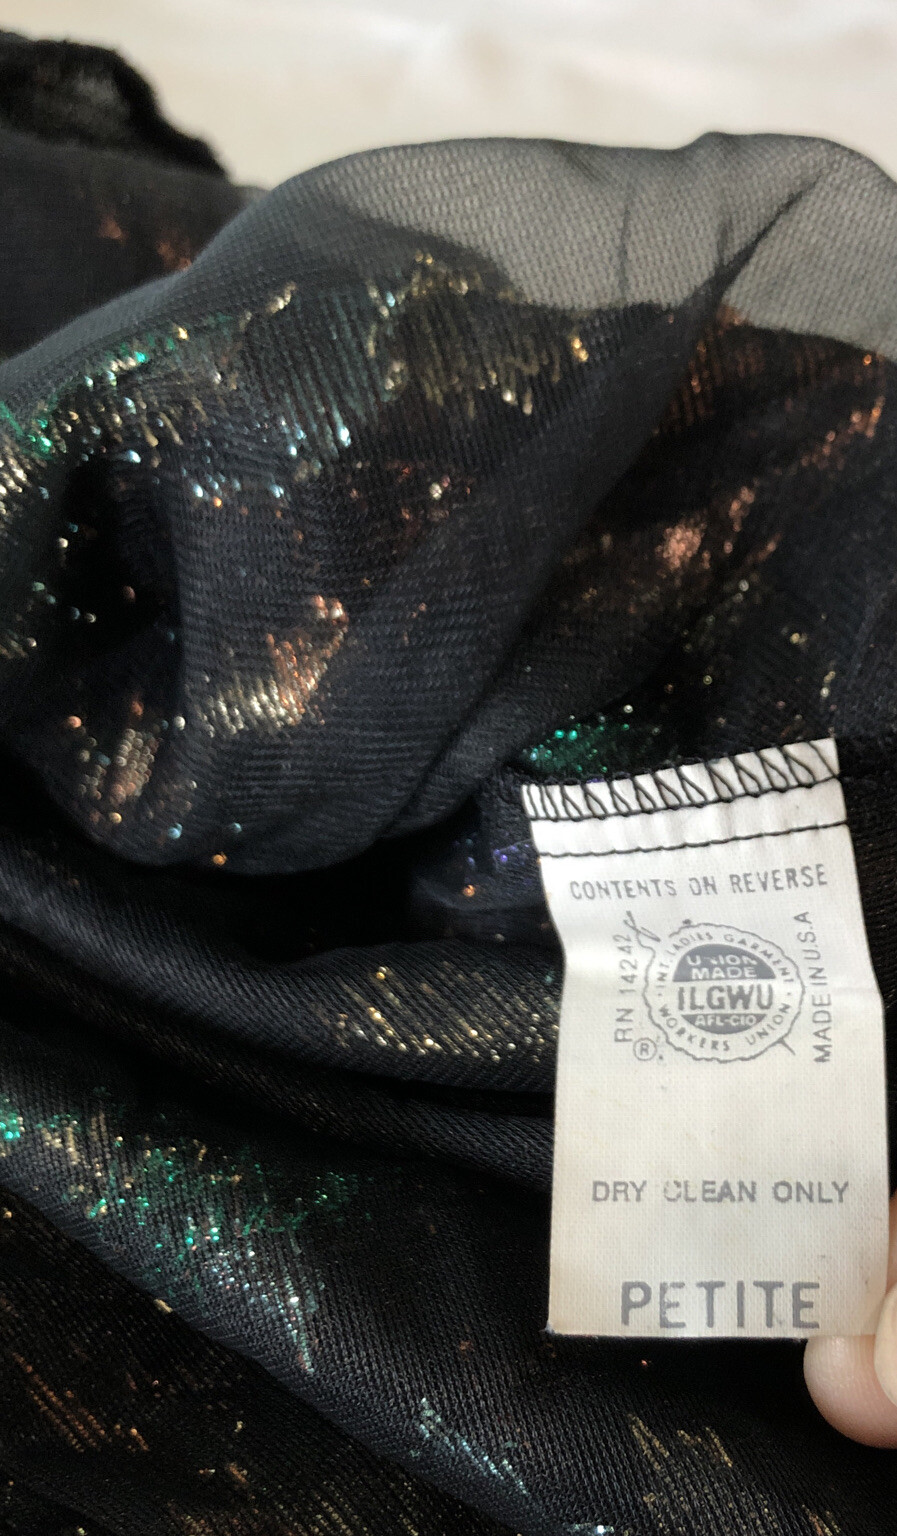 CONTENTS ON REVERSE
RN 14242
INT. LADIES GARMENT WORKERS UNION
UNION
MADE
ILGWU
AFL-CIO
®
MADE IN U.S.A
DRY CLEAN ONLY
PETITE